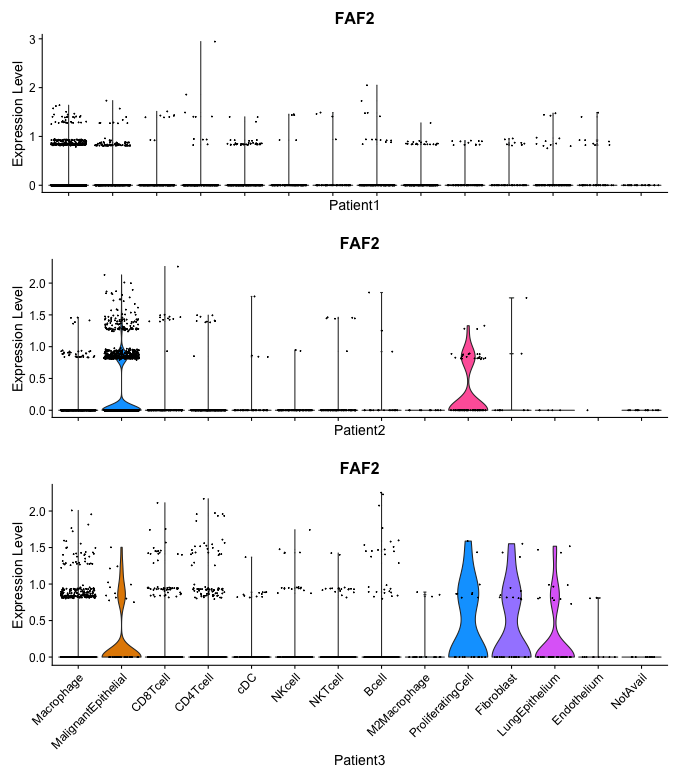 FAF2
Expression Level
3
2
1
0
Patient1
FAF2
Expression Level
2.0
1.5
1.0
0.5
0.0
Patient2
FAF2
Expression Level
2.0
1.5
1.0
0.5
0.0
Macrophage
MalignantEpithelial
CD8Tcell
CD4Tcell
cDC
NKcell
NKTcell
Bcell
M2Macrophage
ProliferatingCell
Fibroblast
LungEpithelium
Endothelium
NotAvail
Patient3